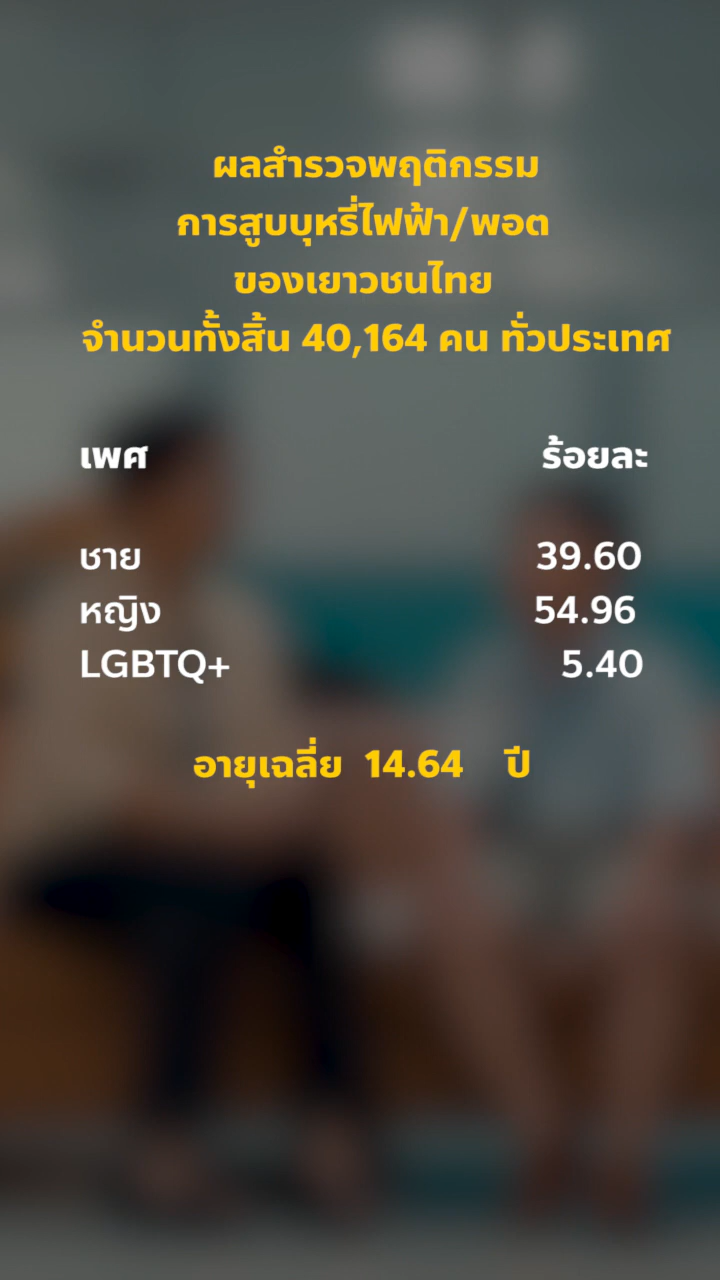 ผลสำรวจพฤติกรรม
การสูบบุหรี่ไฟฟ้า/พอต
ของเยาวชนไทย
จำนวนทั้งสิ้น 40,164 คน ทั่วประเทศ
เพศ ร้อยละ
ชาย 39.60
หญิง 54.96
LGBTQ+ 5.40
อายุเฉลี่ย 14.64 ปี